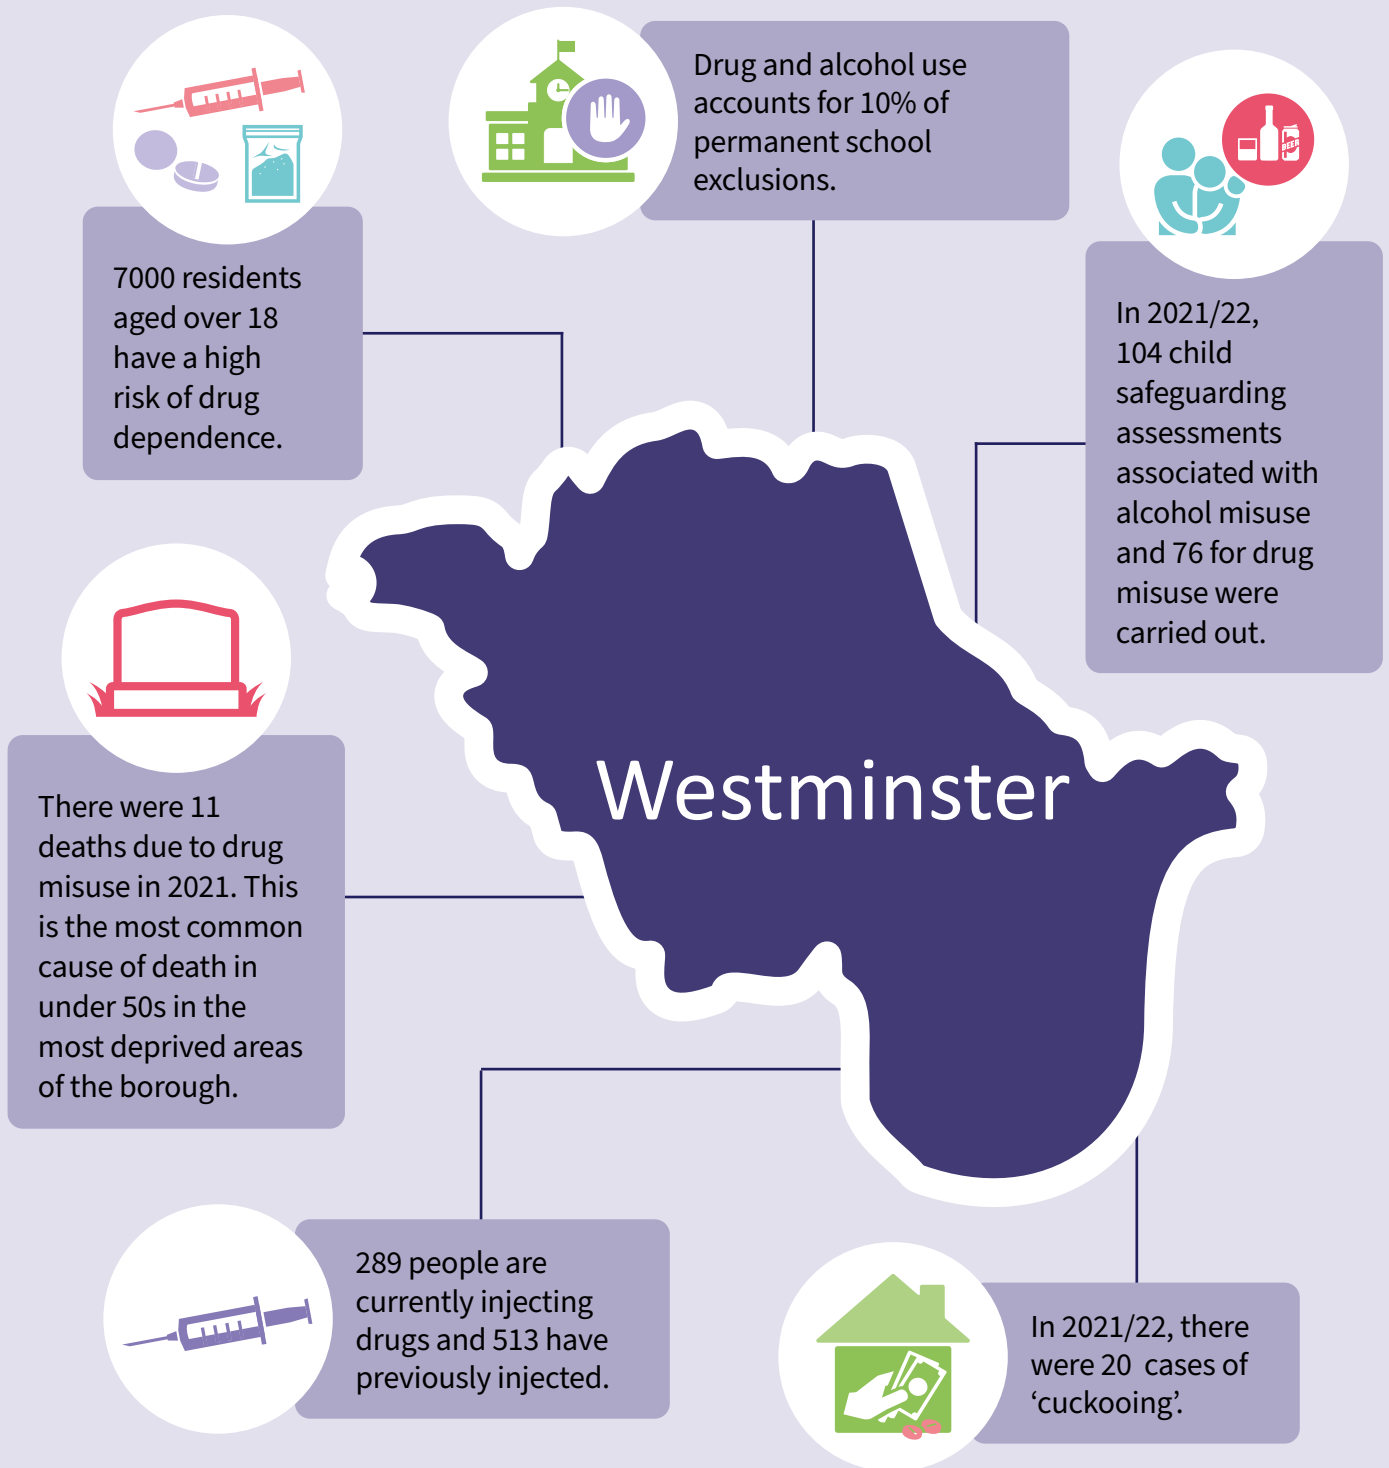 Drug and alcohol use
accounts for 10% of
permanent school
exclusions.
7000 residents
aged over 18
have a high
risk of drug
dependence.
BEER
In 2021/22,
104 child
safeguarding
assessments
associated with
alcohol misuse
and 76 for drug
misuse were
carried out.
Westminster
There were 11
deaths due to drug
misuse in 2021. This
is the most common
cause of death in
under 50s in the
most deprived areas
of the borough.
289 people are
currently injecting
drugs and 513 have
previously injected.
In 2021/22, there
were 20  cases of
‘cuckooing’.